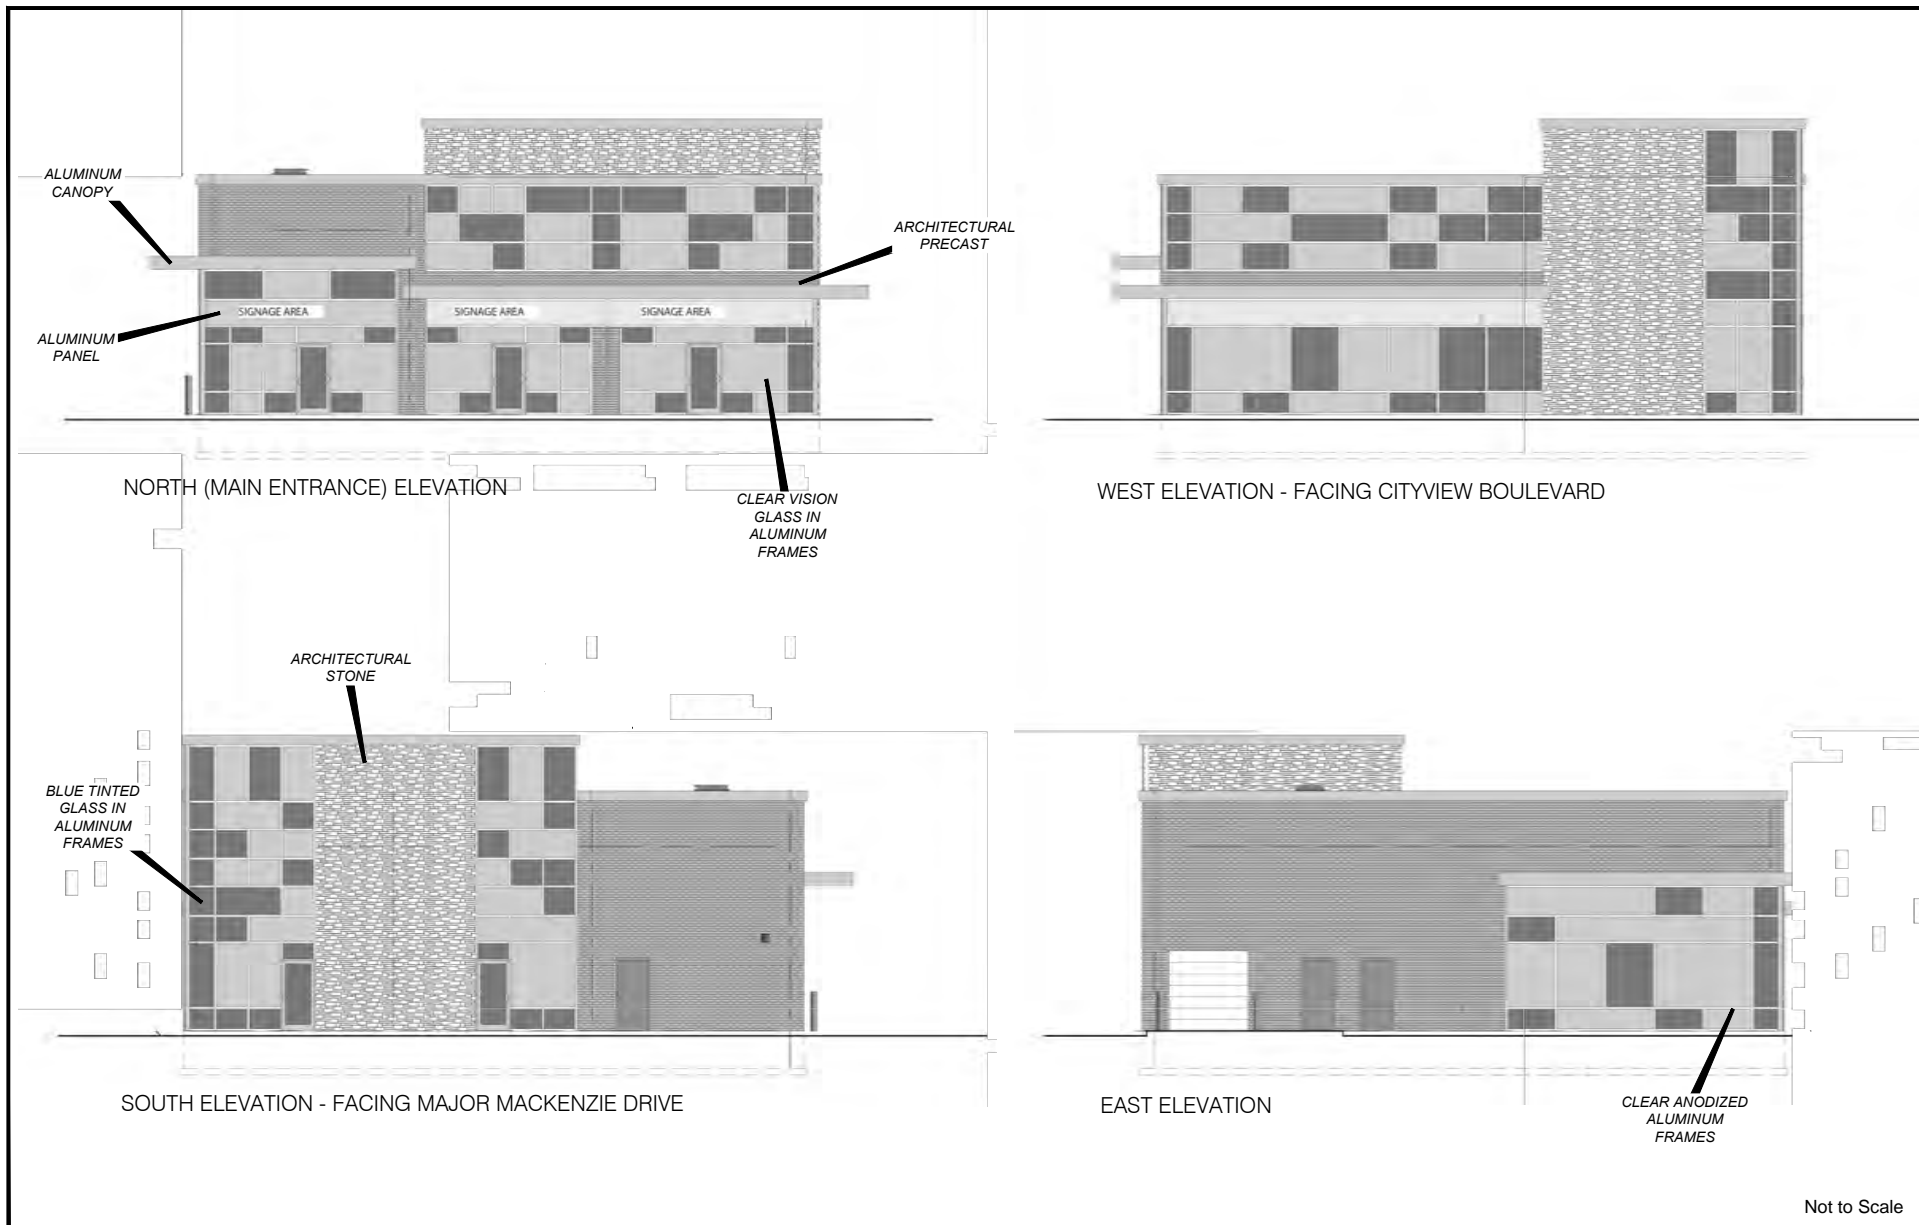 ALUMINUM
CANOPY
ARCHITECTURAL
PRECAST
SIGNAGE AREA
SIGNAGE AREA
SIGNAGE AREA
ALUMINUM
PANEL
NORTH (MAIN ENTRANCE) ELEVATION
CLEAR VISION
GLASS IN
ALUMINUM
FRAMES
WEST ELEVATION - FACING CITYVIEW BOULEVARD
ARCHITECTURAL
STONE
BLUE TINTED
GLASS IN
ALUMINUM
FRAMES
SOUTH ELEVATION - FACING MAJOR MACKENZIE DRIVE
EAST ELEVATION
CLEAR ANODIZED
ALUMINUM
FRAMES
Not to Scale